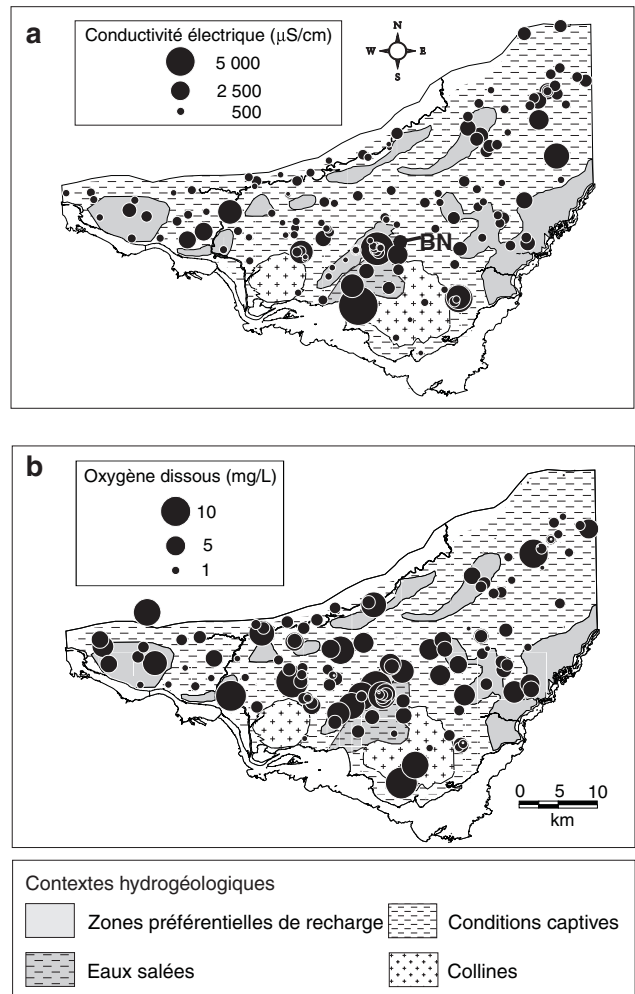 a
Conductivité électrique (µS/cm)
5 000
2 500
500
N
W E
S
BN
b
Oxygène dissous (mg/L)
10
5
1
0 5 10
km
Contextes hydrogéologiques
Zones préférentielles de recharge
Conditions captives
Eaux salées
Collines